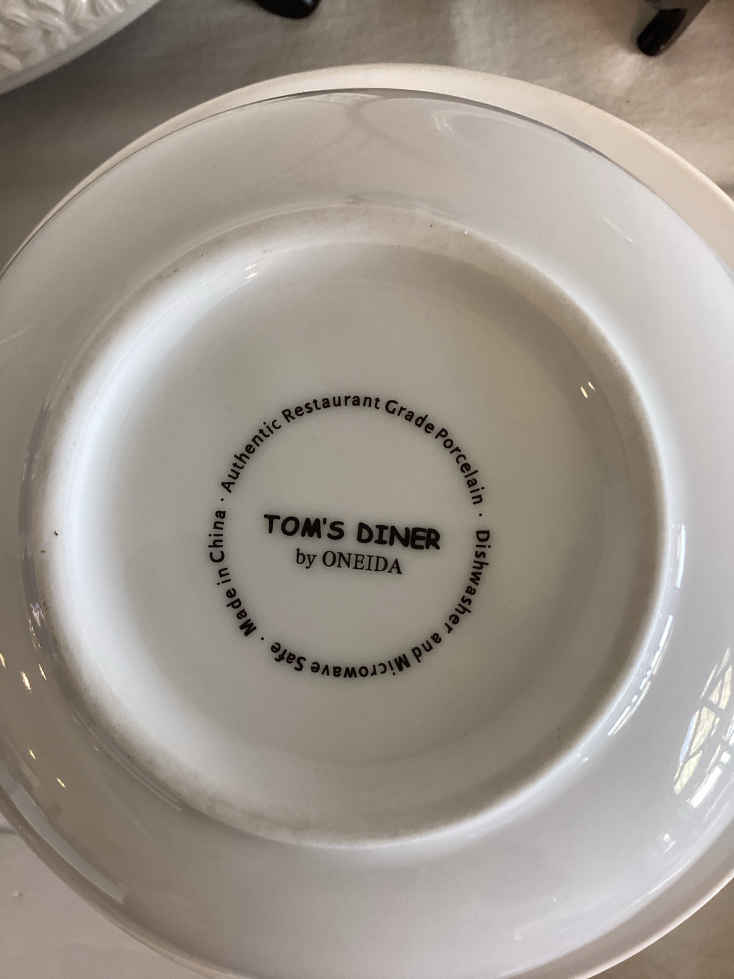 Authentic Restaurant Grade Porcelain · Dishwasher and Microwave Safe · Made in China ·
TOM'S DINER
by ONEIDA